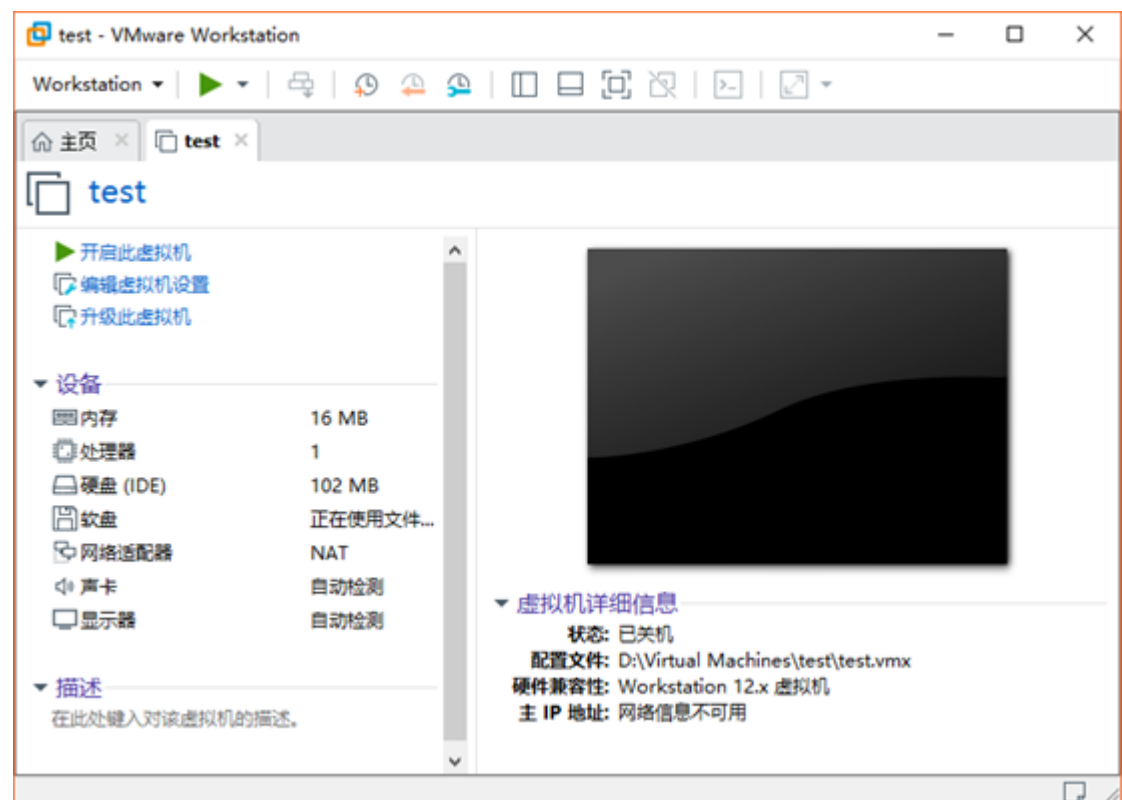 test - VMware Workstation
Workstation
主页
test
test
开启此虚拟机
编辑虚拟机设置
升级此虚拟机
设备
内存 16 MB
处理器 1
硬盘 (IDE) 102 MB
软盘 正在使用文件...
网络适配器 NAT
声卡 自动检测
显示器 自动检测
描述
在此处键入对该虚拟机的描述。
虚拟机详细信息
状态: 已关机
配置文件: D:\Virtual Machines\test\test.vmx
硬件兼容性: Workstation 12.x 虚拟机
主 IP 地址: 网络信息不可用